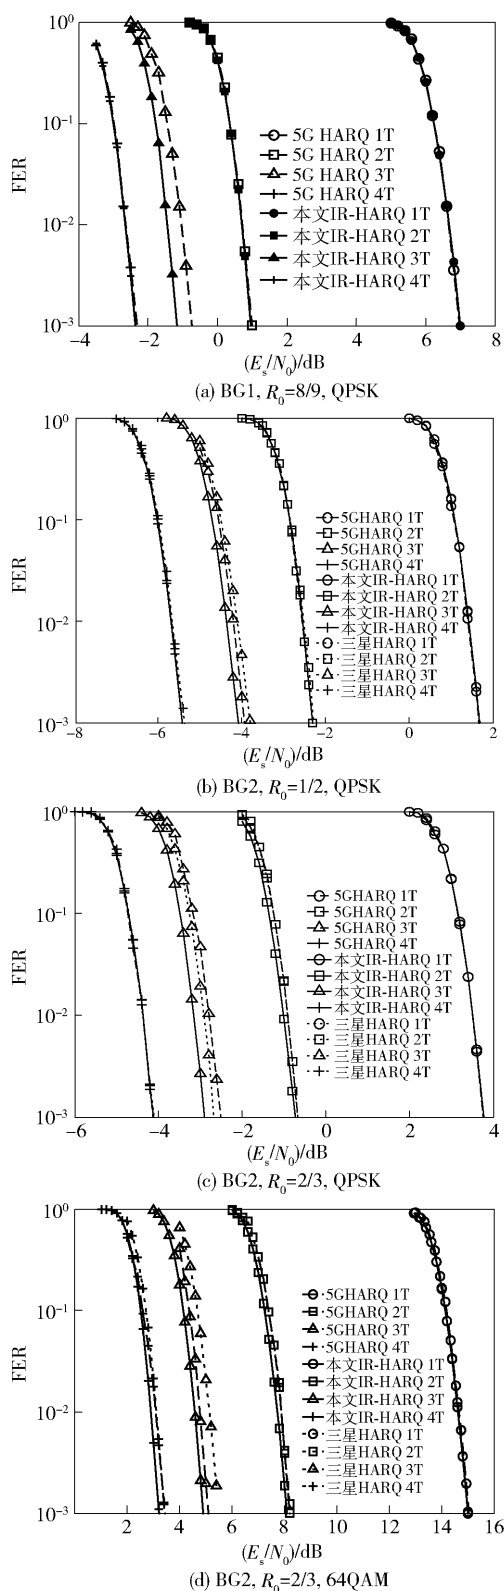 10⁰
10⁻¹
10⁻²
10⁻³
FER
5G HARQ 1T
5G HARQ 2T
5G HARQ 3T
5G HARQ 4T
本文IR-HARQ 1T
本文IR-HARQ 2T
本文IR-HARQ 3T
本文IR-HARQ 4T
−4 −2 0 2 4 6 8
(Eₛ/N₀)/dB
(a) BG1, R₀=8/9, QPSK
10⁰
10⁻¹
10⁻²
10⁻³
FER
5GHARQ 1T
5GHARQ 2T
5GHARQ 3T
5GHARQ 4T
本文IR-HARQ 1T
本文IR-HARQ 2T
本文IR-HARQ 3T
本文IR-HARQ 4T
三星HARQ 1T
三星HARQ 2T
三星HARQ 3T
三星HARQ 4T
−8 −6 −4 −2 0 2
(Eₛ/N₀)/dB
(b) BG2, R₀=1/2, QPSK
10⁰
10⁻¹
10⁻²
10⁻³
FER
5GHARQ 1T
5GHARQ 2T
5GHARQ 3T
5GHARQ 4T
本文IR-HARQ 1T
本文IR-HARQ 2T
本文IR-HARQ 3T
本文IR-HARQ 4T
三星HARQ 1T
三星HARQ 2T
三星HARQ 3T
三星HARQ 4T
−6 −4 −2 0 2 4
(Eₛ/N₀)/dB
(c) BG2, R₀=2/3, QPSK
10⁰
10⁻¹
10⁻²
10⁻³
FER
5GHARQ 1T
5GHARQ 2T
5GHARQ 3T
5GHARQ 4T
本文IR-HARQ 1T
本文IR-HARQ 2T
本文IR-HARQ 3T
本文IR-HARQ 4T
三星HARQ 1T
三星HARQ 2T
三星HARQ 3T
三星HARQ 4T
2 4 6 8 10 12 14 16
(Eₛ/N₀)/dB
(d) BG2, R₀=2/3, 64QAM